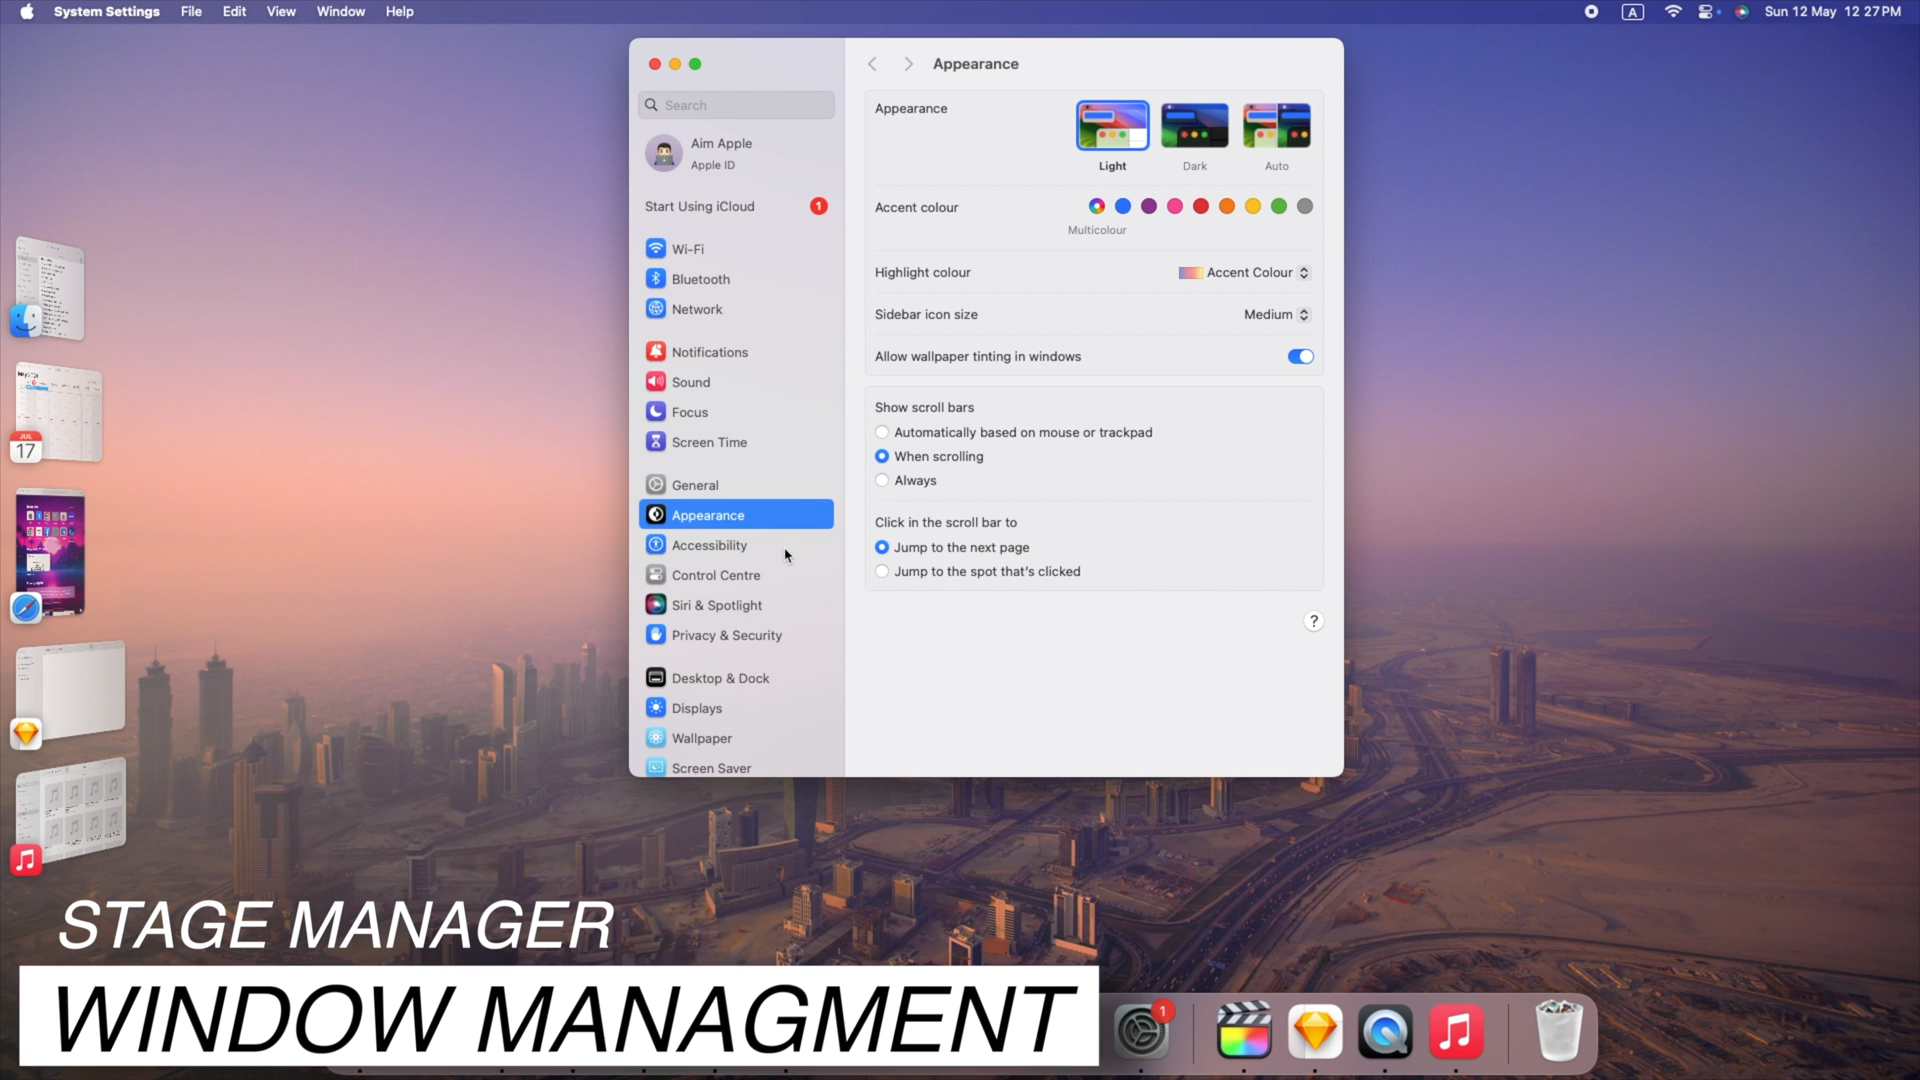 System Settings File Edit View Window Help
A Sun 12 May 12 27 PM
Search
Aim Apple
Apple ID
Start Using iCloud 1
Wi-Fi
Bluetooth
Network
Notifications
Sound
Focus
Screen Time
General
Appearance
Accessibility
Control Centre
Siri & Spotlight
Privacy & Security
Desktop & Dock
Displays
Wallpaper
Screen Saver
Appearance
Appearance
Light Dark Auto
Accent colour
Multicolour
Highlight colour Accent Colour
Sidebar icon size Medium
Allow wallpaper tinting in windows
Show scroll bars
Automatically based on mouse or trackpad
When scrolling
Always
Click in the scroll bar to
Jump to the next page
Jump to the spot that's clicked
?
JUL
17
STAGE MANAGER
WINDOW MANAGMENT
1